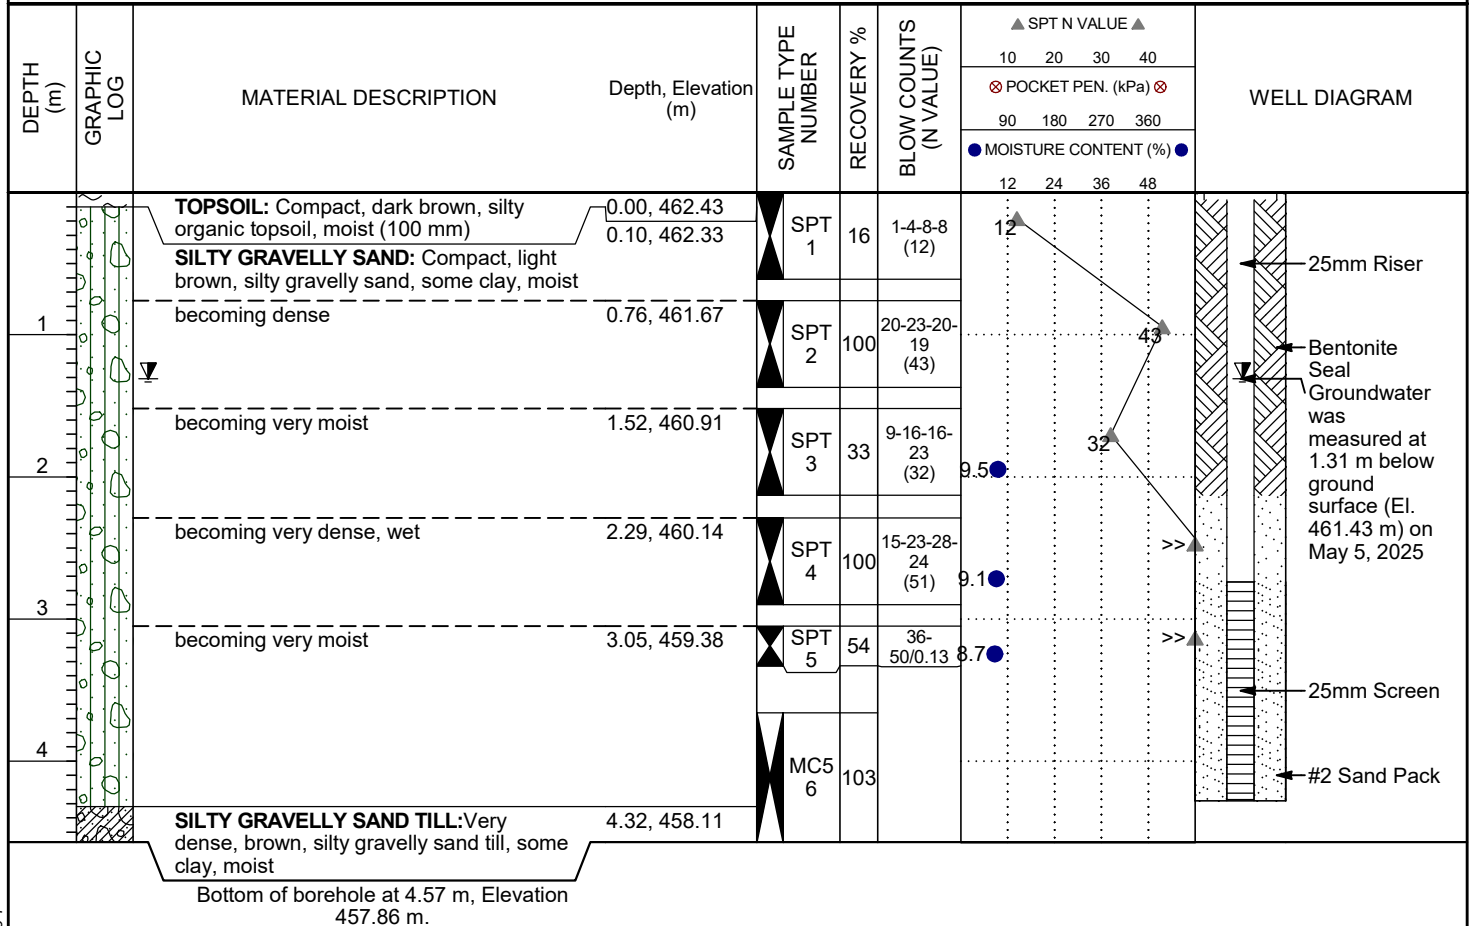 DEPTH
(m)
GRAPHIC
LOG
MATERIAL DESCRIPTION
Depth, Elevation
(m)
SAMPLE TYPE
NUMBER
RECOVERY %
BLOW COUNTS
(N VALUE)
SPT N VALUE
10 20 30 40
POCKET PEN. (kPa)
90 180 270 360
MOISTURE CONTENT (%)
12 24 36 48
WELL DIAGRAM
TOPSOIL: Compact, dark brown, silty
organic topsoil, moist (100 mm)
0.00, 462.43
0.10, 462.33
SILTY GRAVELLY SAND: Compact, light
brown, silty gravelly sand, some clay, moist
SPT
1
16
1-4-8-8
(12)
12
25mm Riser
becoming dense
0.76, 461.67
1
SPT
2
100
20-23-20-
19
(43)
43
Bentonite
Seal
Groundwater
was
measured at
1.31 m below
ground
surface (El.
461.43 m) on
May 5, 2025
becoming very moist
1.52, 460.91
2
SPT
3
33
9-16-16-
23
(32)
32
9.5
becoming very dense, wet
2.29, 460.14
SPT
4
100
15-23-28-
24
(51)
>>
9.1
3
becoming very moist
3.05, 459.38
SPT
5
54
36-
50/0.13
>>
8.7
25mm Screen
4
MC5
6
103
#2 Sand Pack
SILTY GRAVELLY SAND TILL:Very
dense, brown, silty gravelly sand till, some
clay, moist
4.32, 458.11
Bottom of borehole at 4.57 m, Elevation
457.86 m.